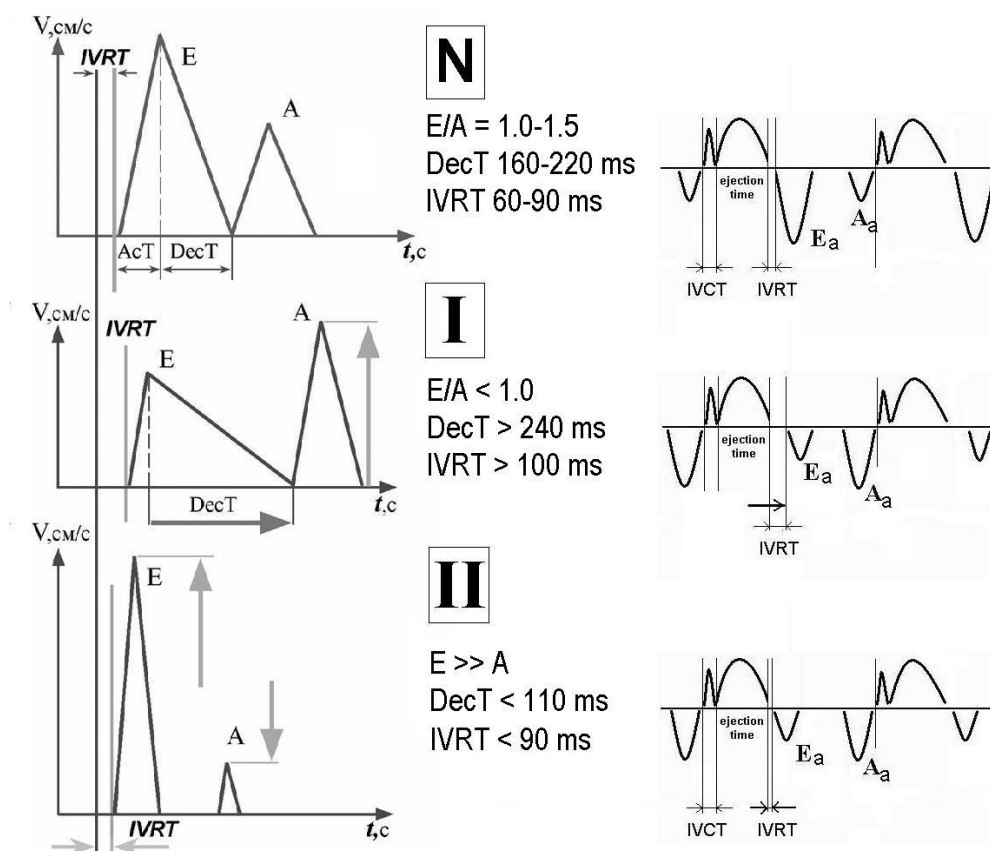 V,см/с
IVRT
E
A
AcT
DecT
t,с
N
E/A = 1.0-1.5
DecT 160-220 ms
IVRT 60-90 ms
ejection
time
Ea
Aa
IVCT
IVRT
V,см/с
IVRT
E
A
DecT
t,с
I
E/A < 1.0
DecT > 240 ms
IVRT > 100 ms
ejection
time
Ea
Aa
IVRT
V,см/с
E
A
IVRT
t,с
II
E >> A
DecT < 110 ms
IVRT < 90 ms
ejection
time
Ea
Aa
IVCT
IVRT